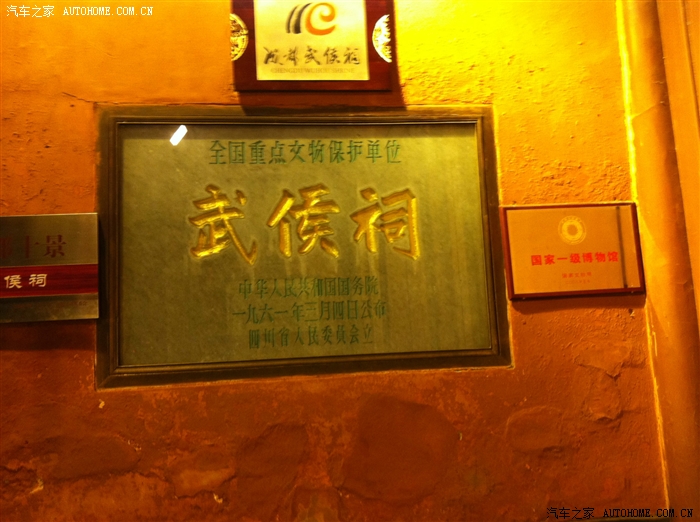 汽车之家 AUTOHOME.COM.CN
成都武侯祠
全国重点文物保护单位
武侯祠
中华人民共和国国务院
一九六一年三月四日公布
四川省人民委员会立
十景
侯祠
国家一级博物馆
汽车之家 AUTOHOME.COM.CN